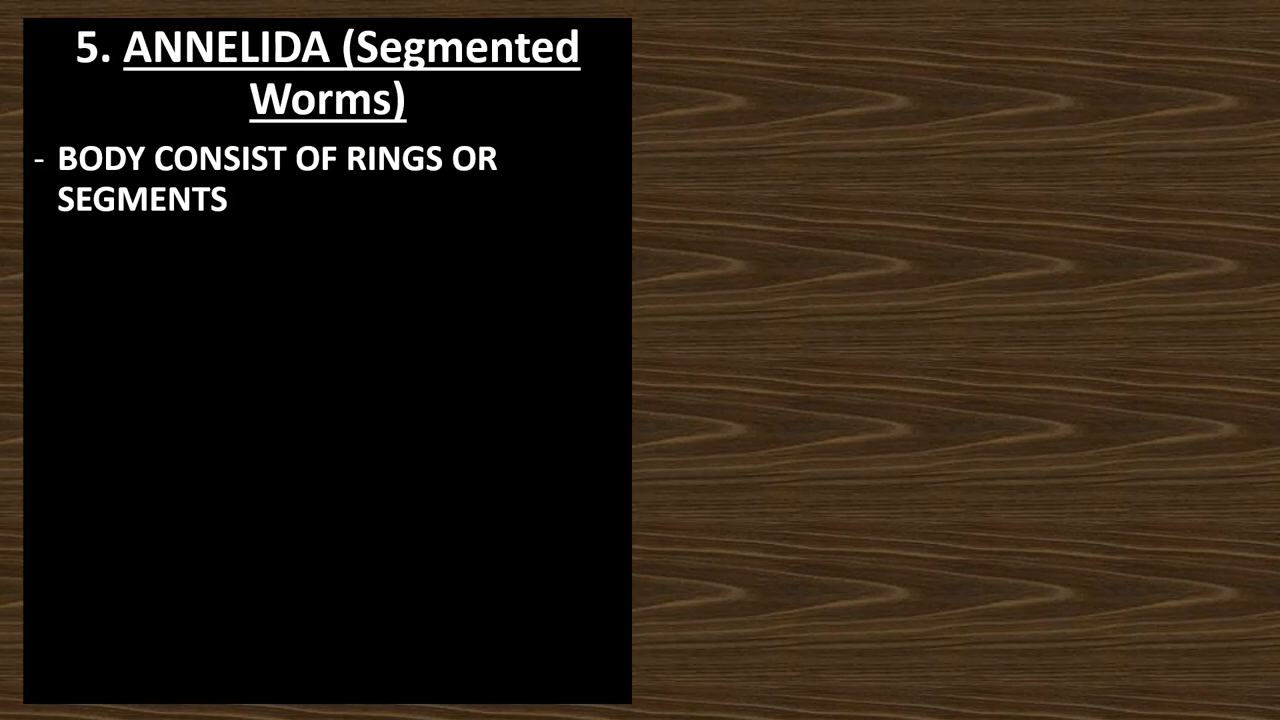 5. ANNELIDA (Segmented
Worms)
- BODY CONSIST OF RINGS OR
SEGMENTS